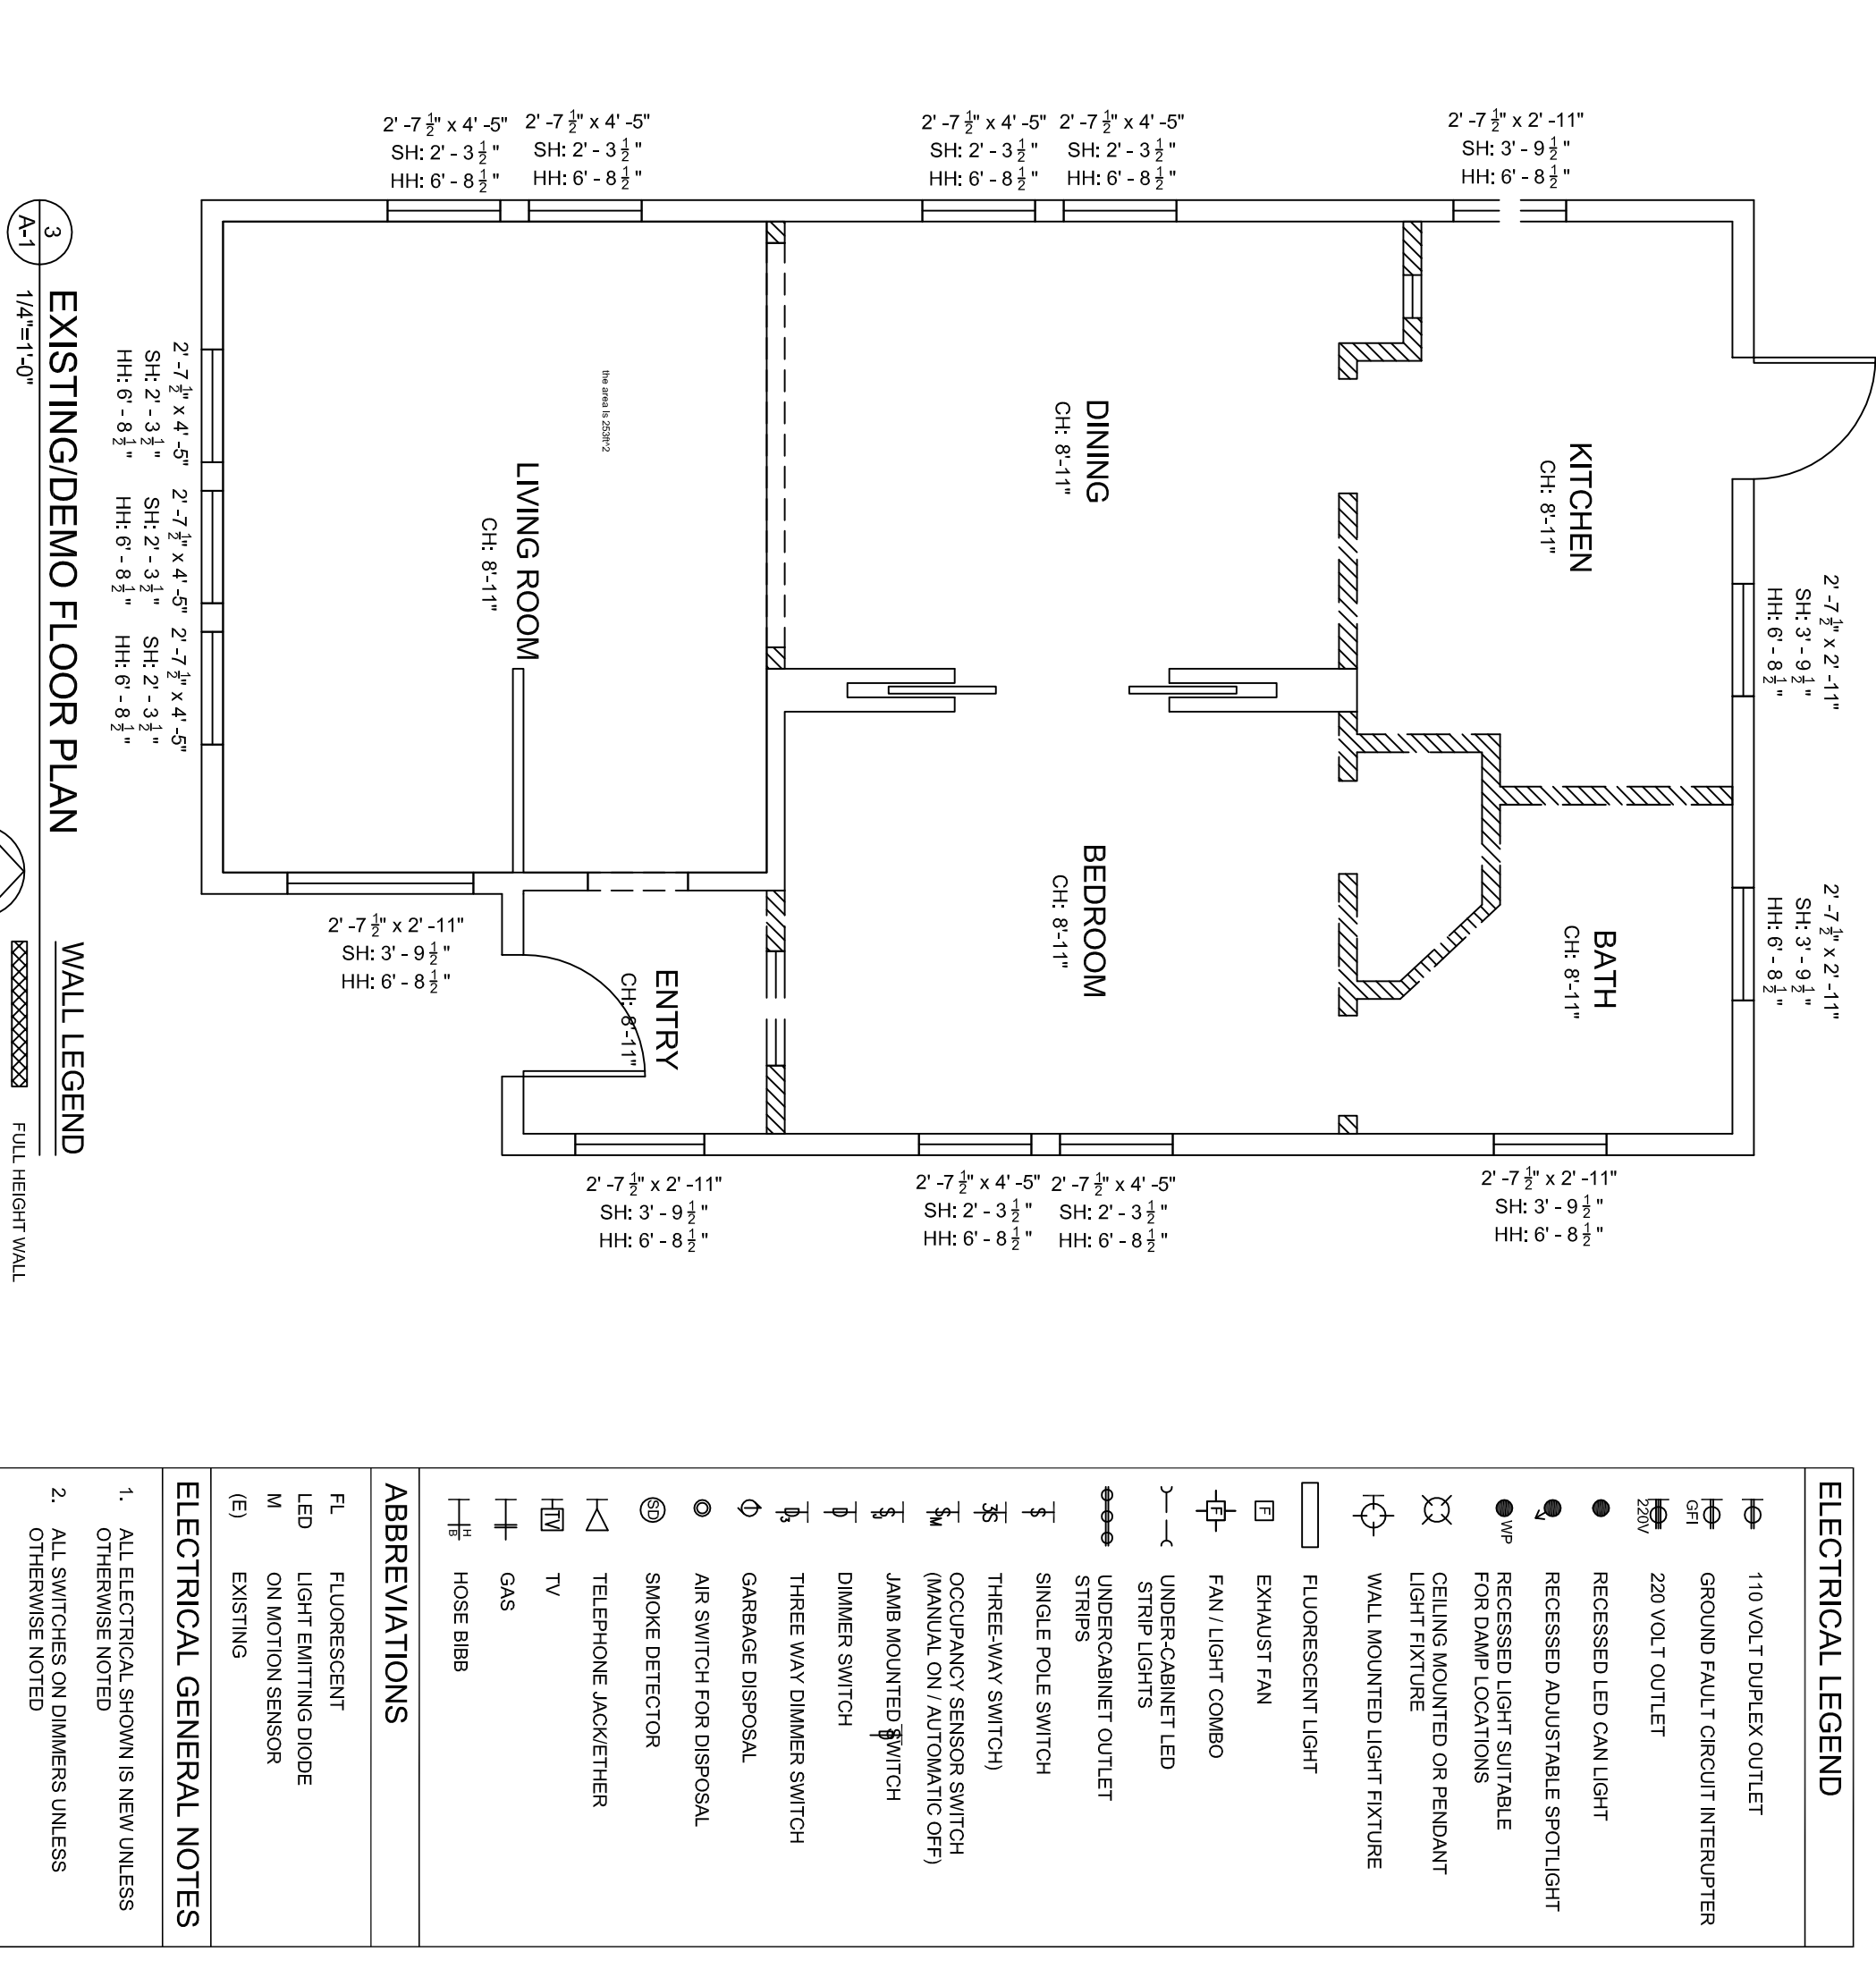 2' -7 1/2" x 4' -5"
SH: 2' - 3 1/2 "
HH: 6' - 8 1/2 "
2' -7 1/2" x 4' -5"
SH: 2' - 3 1/2 "
HH: 6' - 8 1/2 "
2' -7 1/2" x 4' -5"
SH: 2' - 3 1/2 "
HH: 6' - 8 1/2 "
2' -7 1/2" x 4' -5"
SH: 2' - 3 1/2 "
HH: 6' - 8 1/2 "
2' -7 1/2" x 2' -11"
SH: 3' - 9 1/2 "
HH: 6' - 8 1/2 "
2' -7 1/2" x 2' -11"
SH: 3' - 9 1/2 "
HH: 6' - 8 1/2 "
2' -7 1/2" x 2' -11"
SH: 3' - 9 1/2 "
HH: 6' - 8 1/2 "
KITCHEN
CH: 8'-11"
BATH
CH: 8'-11"
DINING
CH: 8'-11"
BEDROOM
CH: 8'-11"
the area is 253ft^2
LIVING ROOM
CH: 8'-11"
ENTRY
CH: 8'-11"
2' -7 1/2" x 4' -5"
SH: 2' - 3 1/2 "
HH: 6' - 8 1/2 "
2' -7 1/2" x 4' -5"
SH: 2' - 3 1/2 "
HH: 6' - 8 1/2 "
2' -7 1/2" x 4' -5"
SH: 2' - 3 1/2 "
HH: 6' - 8 1/2 "
2' -7 1/2" x 2' -11"
SH: 3' - 9 1/2 "
HH: 6' - 8 1/2 "
2' -7 1/2" x 2' -11"
SH: 3' - 9 1/2 "
HH: 6' - 8 1/2 "
2' -7 1/2" x 4' -5"
SH: 2' - 3 1/2 "
HH: 6' - 8 1/2 "
2' -7 1/2" x 4' -5"
SH: 2' - 3 1/2 "
HH: 6' - 8 1/2 "
2' -7 1/2" x 2' -11"
SH: 3' - 9 1/2 "
HH: 6' - 8 1/2 "
3
A-1
EXISTING/DEMO FLOOR PLAN
1/4"=1'-0"
WALL LEGEND
FULL HEIGHT WALL
ELECTRICAL LEGEND
110 VOLT DUPLEX OUTLET
GFI GROUND FAULT CIRCUIT INTERUPTER
220V 220 VOLT OUTLET
RECESSED LED CAN LIGHT
RECESSED ADJUSTABLE SPOTLIGHT
WP RECESSED LIGHT SUITABLE
FOR DAMP LOCATIONS
CEILING MOUNTED OR PENDANT
LIGHT FIXTURE
WALL MOUNTED LIGHT FIXTURE
FLUORESCENT LIGHT
F EXHAUST FAN
F FAN / LIGHT COMBO
UNDER-CABINET LED
STRIP LIGHTS
UNDERCABINET OUTLET
STRIPS
S SINGLE POLE SWITCH
3S THREE-WAY SWITCH)
SM OCCUPANCY SENSOR SWITCH
(MANUAL ON / AUTOMATIC OFF)
SJ JAMB MOUNTED SWITCH
D DIMMER SWITCH
D3 THREE WAY DIMMER SWITCH
GARBAGE DISPOSAL
AIR SWITCH FOR DISPOSAL
SD SMOKE DETECTOR
TELEPHONE JACK/ETHER
TV TV
GAS
HB HOSE BIBB
ABBREVIATIONS
FL FLUORESCENT
LED LIGHT EMITTING DIODE
M ON MOTION SENSOR
(E) EXISTING
ELECTRICAL GENERAL NOTES
1. ALL ELECTRICAL SHOWN IS NEW UNLESS
OTHERWISE NOTED
2. ALL SWITCHES ON DIMMERS UNLESS
OTHERWISE NOTED